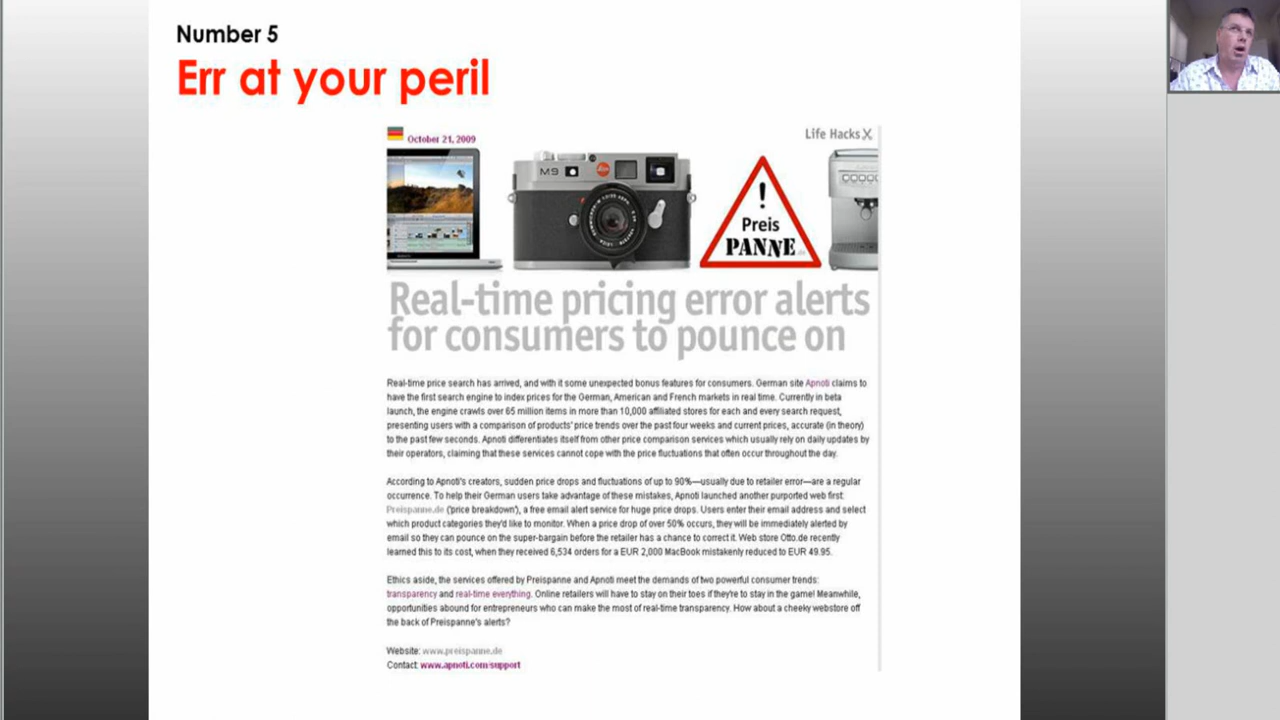 Number 5
Err at your peril
October 21, 2009
Life Hacks
M9
!
Preis
PANNE
Real-time pricing error alerts
for consumers to pounce on
Real-time price search has arrived, and with it some unexpected bonus features for consumers. German site Apnoti claims to
have the first search engine to index prices for the German, American and French markets in real time. Currently in beta
launch, the engine crawls over 65 million items in more than 10,000 affiliated stores for each and every search request,
presenting users with a comparison of products' price trends over the past four weeks and current prices, accurate (in theory)
to the past few seconds. Apnoti differentiates itself from other price comparison services which usually rely on daily updates by
their operators, claiming that these services cannot cope with the price fluctuations that often occur throughout the day.
According to Apnoti's creators, sudden price drops and fluctuations of up to 90%—usually due to retailer error—are a regular
occurrence. To help their German users take advantage of these mistakes, Apnoti launched another purported web first:
Preispanne.de ('price breakdown'), a free email alert service for huge price drops. Users enter their email address and select
which product categories they'd like to monitor. When a price drop of over 50% occurs, they will be immediately alerted by
email so they can pounce on the super-bargain before the retailer has a chance to correct it. Web store Otto.de recently
learned this to its cost, when they received 6,534 orders for a EUR 2,000 MacBook mistakenly reduced to EUR 49.95.
Ethics aside, the services offered by Preispanne and Apnoti meet the demands of two powerful consumer trends:
transparency and real-time everything. Online retailers will have to stay on their toes if they're to stay in the game! Meanwhile,
opportunities abound for entrepreneurs who can make the most of real-time transparency. How about a cheeky webstore off
the back of Preispanne's alerts?
Website: www.preispanne.de
Contact: www.apnoti.com/support